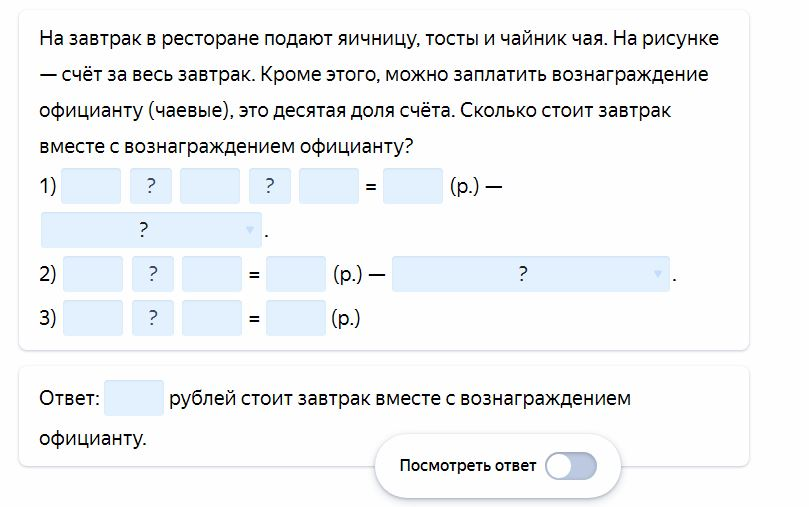 На завтрак в ресторане подают яичницу, тосты и чайник чая. На рисунке
— счёт за весь завтрак. Кроме этого, можно заплатить вознаграждение
официанту (чаевые), это десятая доля счёта. Сколько стоит завтрак
вместе с вознаграждением официанту?
1) ? ? = (р.) —
? .
2) ? = (р.) — ? .
3) ? = (р.)
Ответ: рублей стоит завтрак вместе с вознаграждением
официанту.
Посмотреть ответ